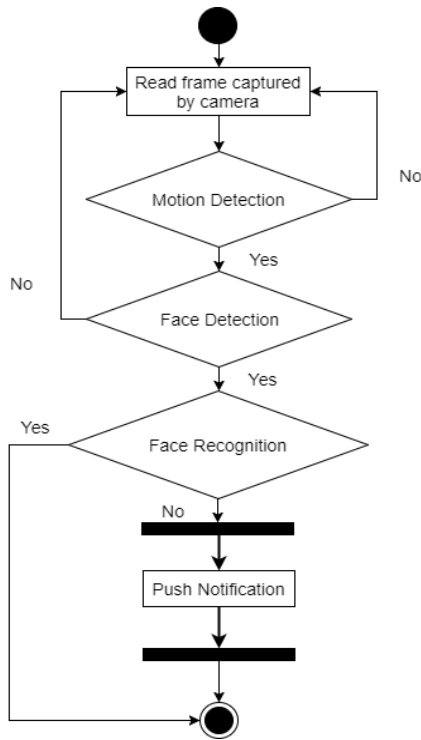 Read frame captured
by camera
No
Motion Detection
Yes
No
Face Detection
Yes
Yes
Face Recognition
No
Push Notification